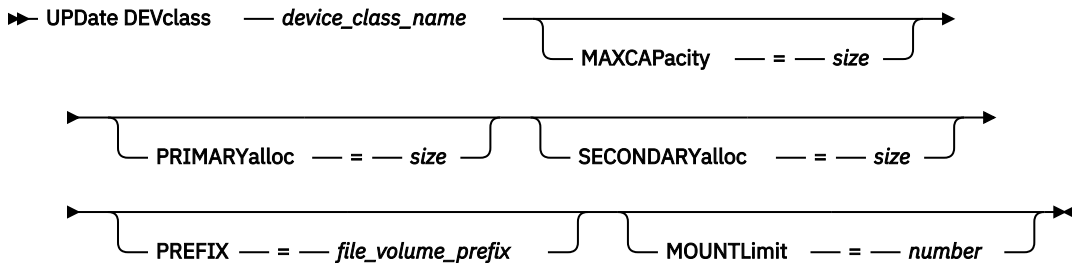 UPDate DEVclass device_class_name
MAXCAPacity = size
PRIMARYalloc = size SECONDARYalloc = size
PREFIX = file_volume_prefix MOUNTLimit = number